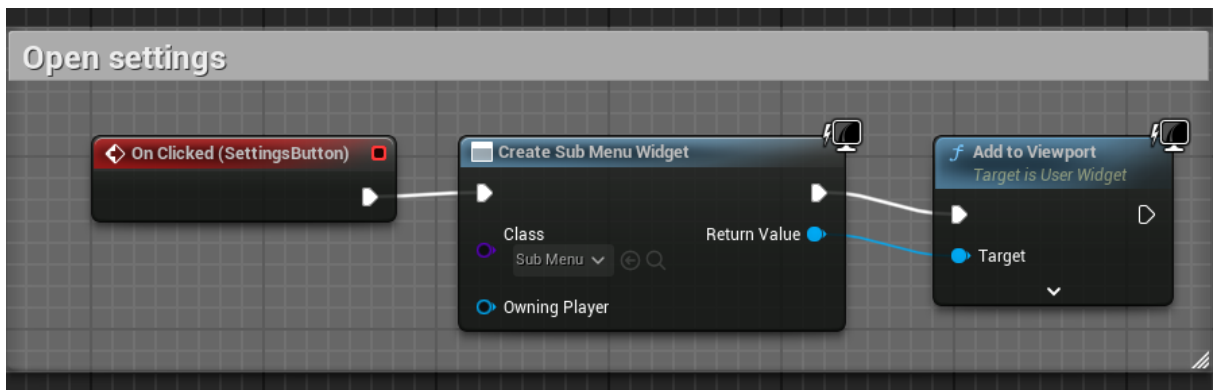 Open settings
On Clicked (SettingsButton)
Create Sub Menu Widget
Class
Sub Menu
Return Value
Owning Player
f Add to Viewport
Target is User Widget
Target